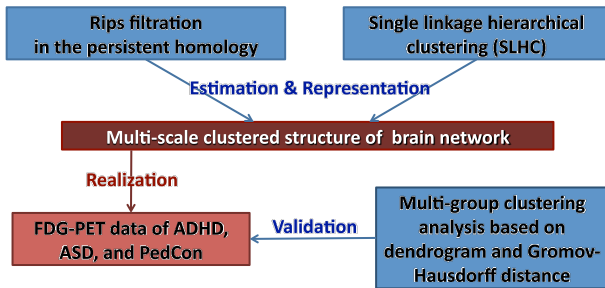 Rips filtration
in the persistent homology
Single linkage hierarchical
clustering (SLHC)
Estimation & Representation
Multi-scale clustered structure of brain network
Realization
FDG-PET data of ADHD,
ASD, and PedCon
Validation
Multi-group clustering
analysis based on
dendrogram and Gromov-
Hausdorff distance